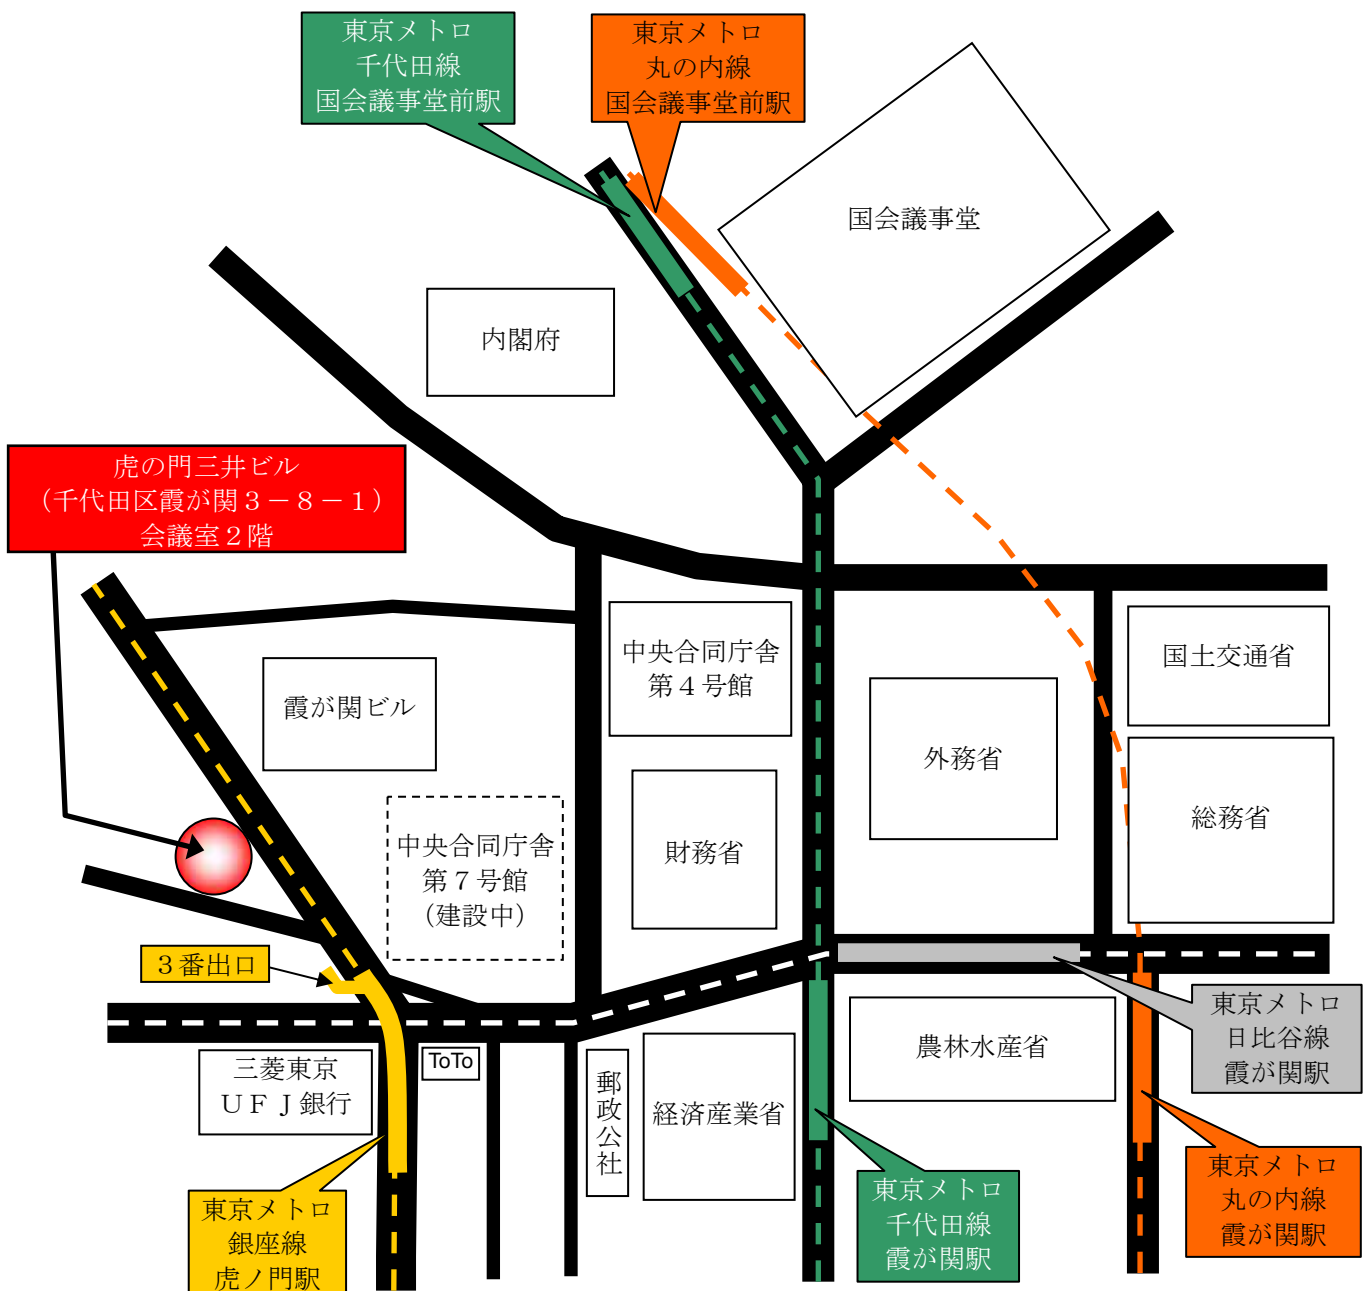 東京メトロ
千代田線
国会議事堂前駅
東京メトロ
丸の内線
国会議事堂前駅
国会議事堂
内閣府
虎の門三井ビル
（千代田区霞が関３－８－１）
会議室２階
中央合同庁舎
第４号館
国土交通省
霞が関ビル
外務省
総務省
中央合同庁舎
第７号館
（建設中）
財務省
３番出口
東京メトロ
日比谷線
霞が関駅
農林水産省
三菱東京
ＵＦＪ銀行
ToTo
郵政公社
経済産業省
東京メトロ
銀座線
虎ノ門駅
東京メトロ
千代田線
霞が関駅
東京メトロ
丸の内線
霞が関駅